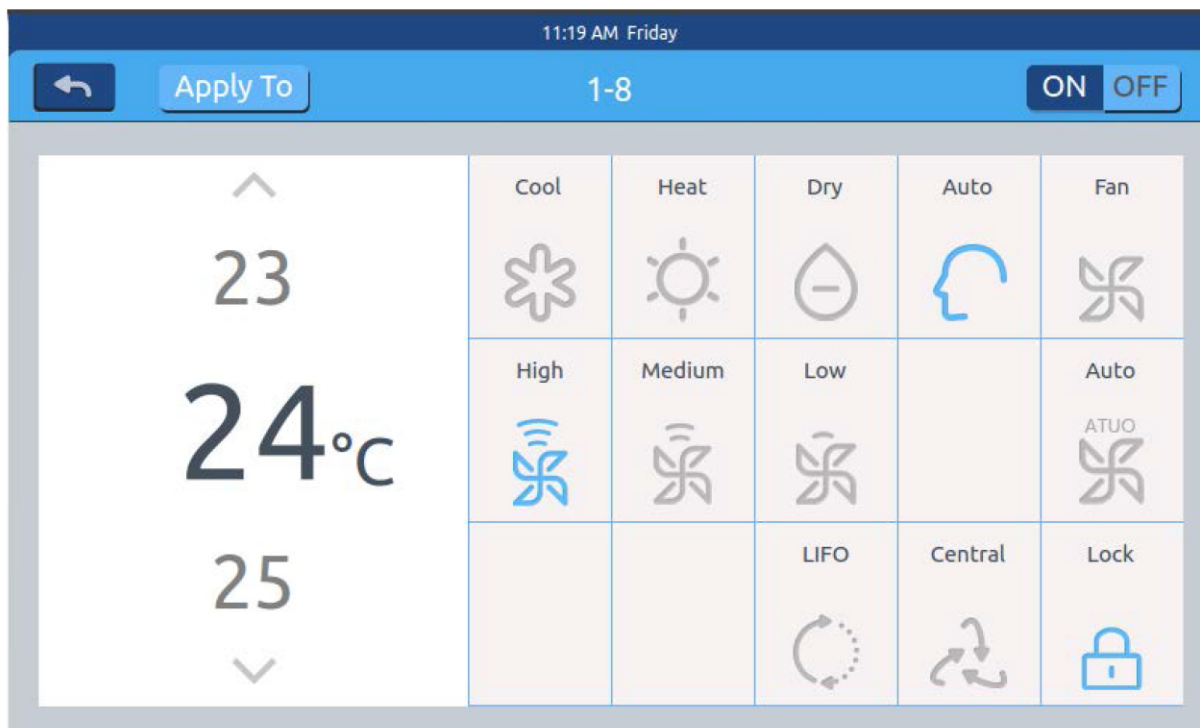 11:19 AM Friday
Apply To 1-8 ON OFF
23
24°C
25
Cool Heat Dry Auto Fan
High Medium Low Auto
ATUO
LIFO Central Lock